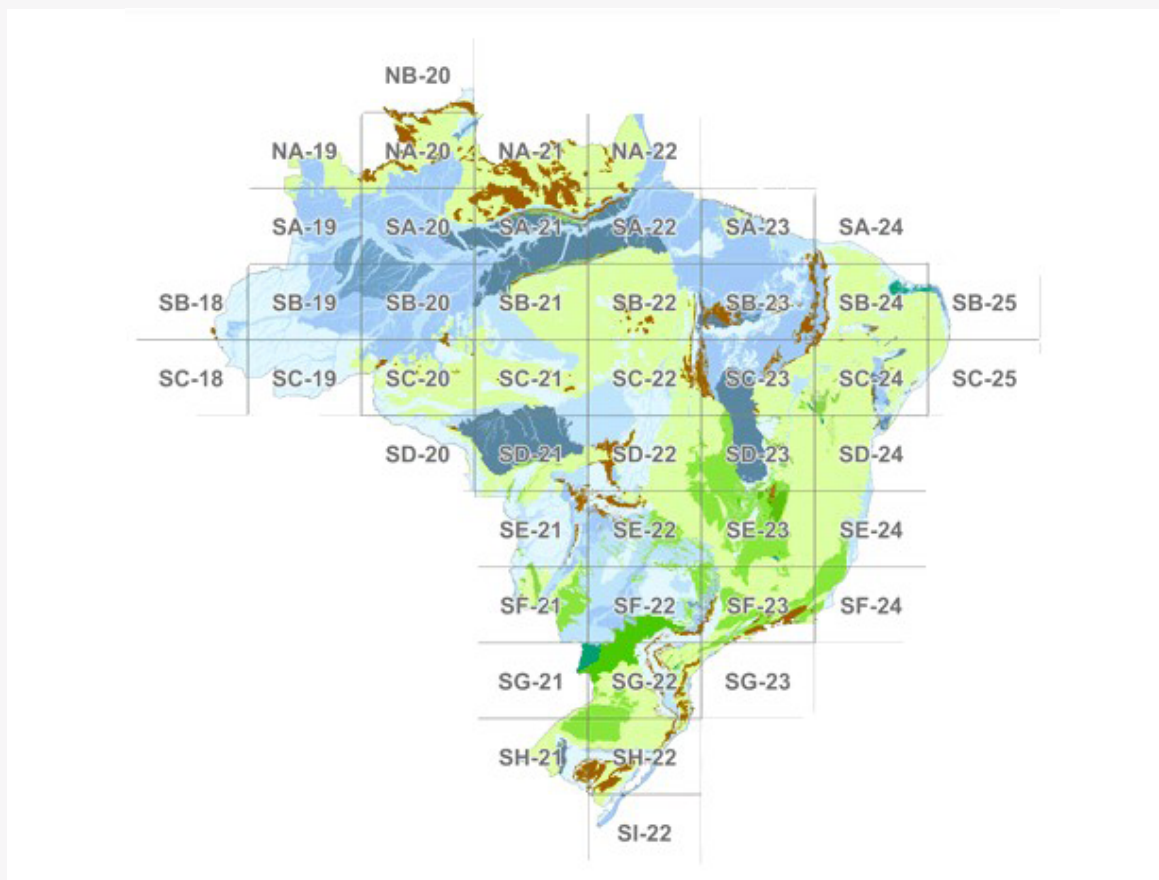 NB-20
NA-19 NA-20 NA-21 NA-22
SA-19 SA-20 SA-21 SA-22 SA-23 SA-24
SB-18 SB-19 SB-20 SB-21 SB-22 SB-23 SB-24 SB-25
SC-18 SC-19 SC-20 SC-21 SC-22 SC-23 SC-24 SC-25
SD-20 SD-21 SD-22 SD-23 SD-24
SE-21 SE-22 SE-23 SE-24
SF-21 SF-22 SF-23 SF-24
SG-21 SG-22 SG-23
SH-21 SH-22
SI-22